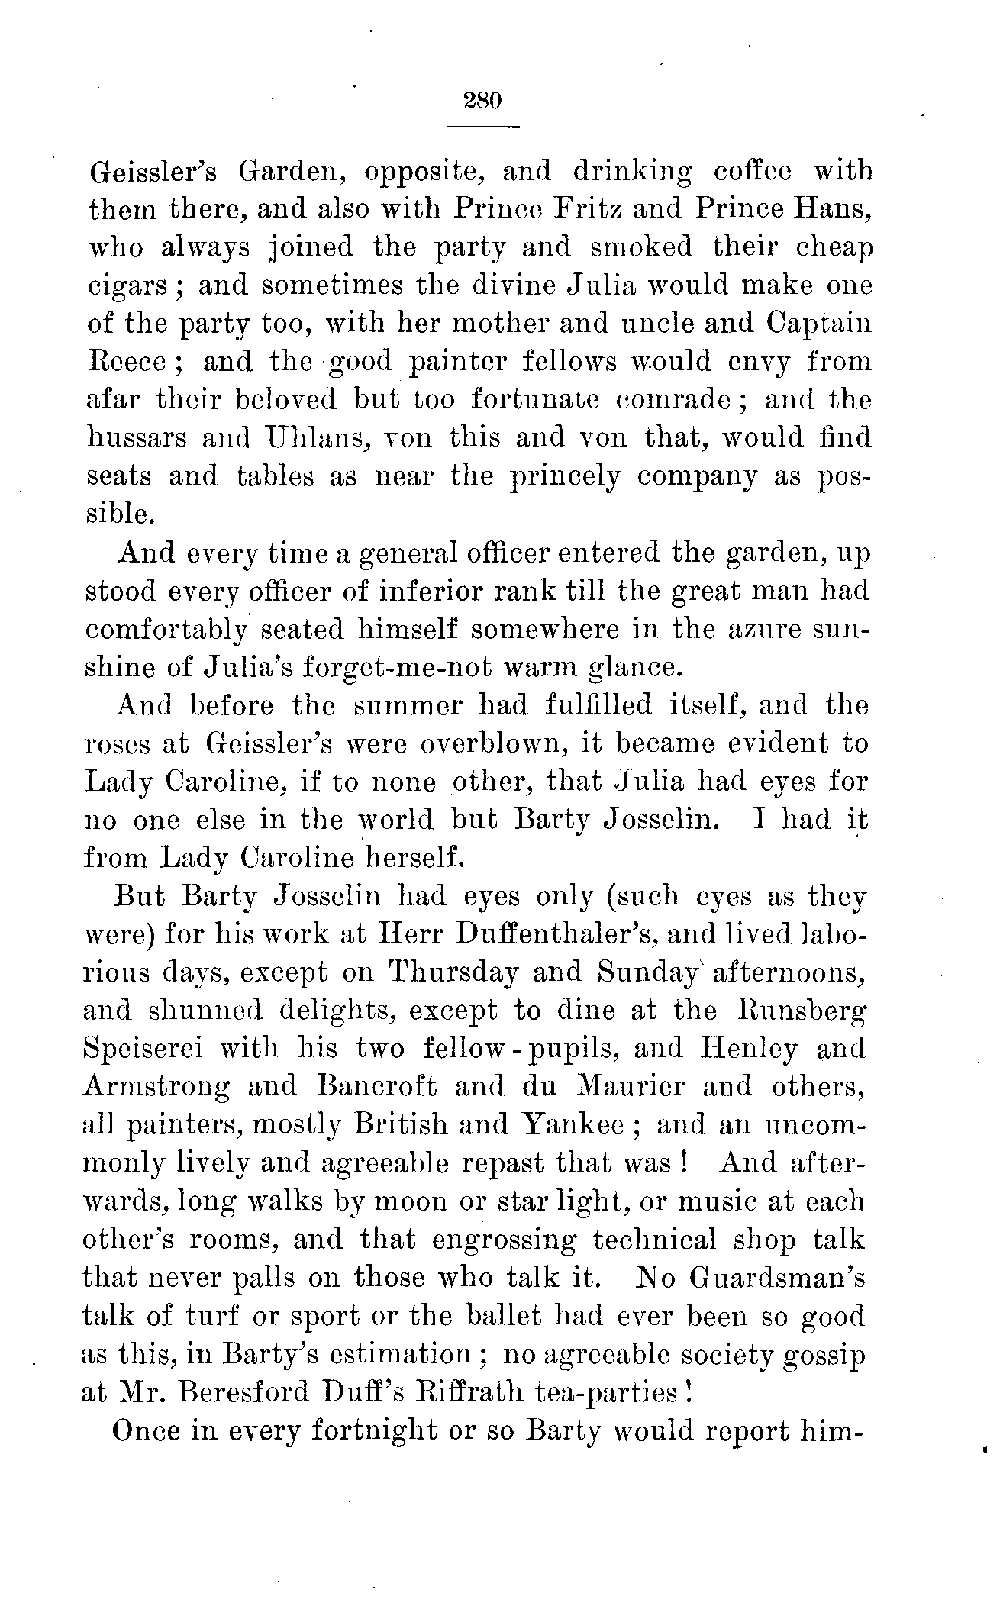 280
Geissler's Garden, opposite, and drinking coffee with
them there, and also with Prince Fritz and Prince Hans,
who always joined the party and smoked their cheap
cigars ; and sometimes the divine Julia would make one
of the party too, with her mother and uncle and Captain
Reece ; and the good painter fellows would envy from
afar their beloved but too fortunate comrade ; and the
hussars and Uhlans, von this and von that, would find
seats and tables as near the princely company as pos-
sible.
And every time a general officer entered the garden, up
stood every officer of inferior rank till the great man had
comfortably seated himself somewhere in the azure sun-
shine of Julia's forget-me-not warm glance.
And before the summer had fulfilled itself, and the
roses at Geissler's were overblown, it became evident to
Lady Caroline, if to none other, that Julia had eyes for
no one else in the world but Barty Josselin. I had it
from Lady Caroline herself.
But Barty Josselin had eyes only (such eyes as they
were) for his work at Herr Duffenthaler's, and lived labo-
rious days, except on Thursday and Sunday afternoons,
and shunned delights, except to dine at the Runsberg
Speiserei with his two fellow-pupils, and Henley and
Armstrong and Bancroft and du Maurier and others,
all painters, mostly British and Yankee ; and an uncom-
monly lively and agreeable repast that was ! And after-
wards, long walks by moon or star light, or music at each
other's rooms, and that engrossing technical shop talk
that never palls on those who talk it. No Guardsman's
talk of turf or sport or the ballet had ever been so good
as this, in Barty's estimation ; no agreeable society gossip
at Mr. Beresford Duff's Riffrath tea-parties !
Once in every fortnight or so Barty would report him-